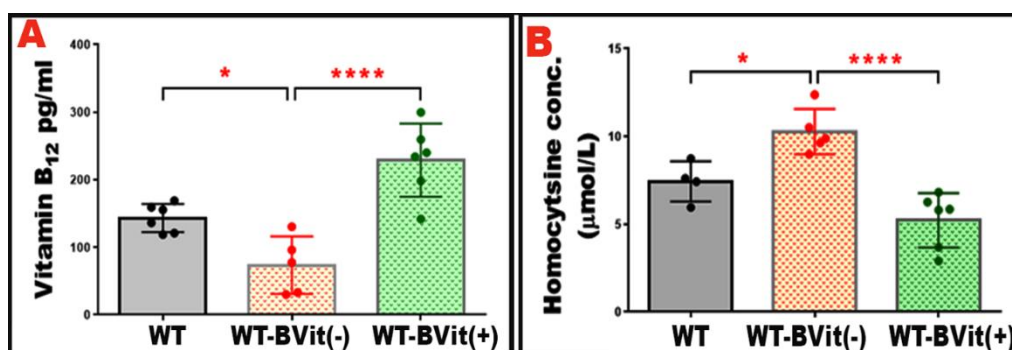 A
Vitamin B₁₂ pg/ml
400
300
200
100
0
* ****
WT WT-BVit(-) WT-BVit(+)
B
Homocytsine conc.
(μmol/L)
15
10
5
0
* ****
WT WT-BVit(-) WT-BVit(+)